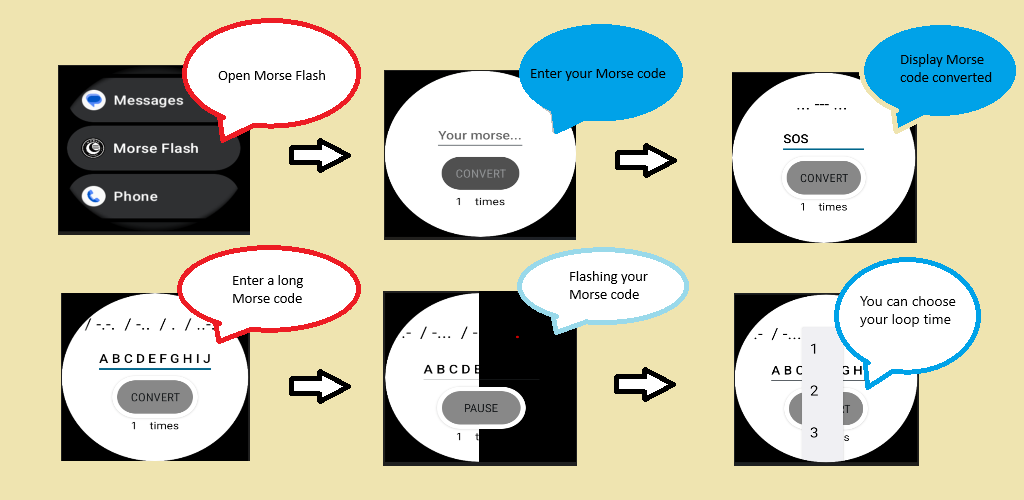 Open Morse Flash
Messages
Morse Flash
Phone
Enter your Morse code
Your morse...
CONVERT
1 times
Display Morse
code converted
... --- ...
SOS
CONVERT
1 times
Enter a long
Morse code
/ -.-. / -.. / . / ..-.
A B C D E F G H I J
CONVERT
1 times
Flashing your
Morse code
.- / -... / -
A B C D E
PAUSE
1 t
You can choose
your loop time
.- / -...
1
A B C G H
2
RT
3
s